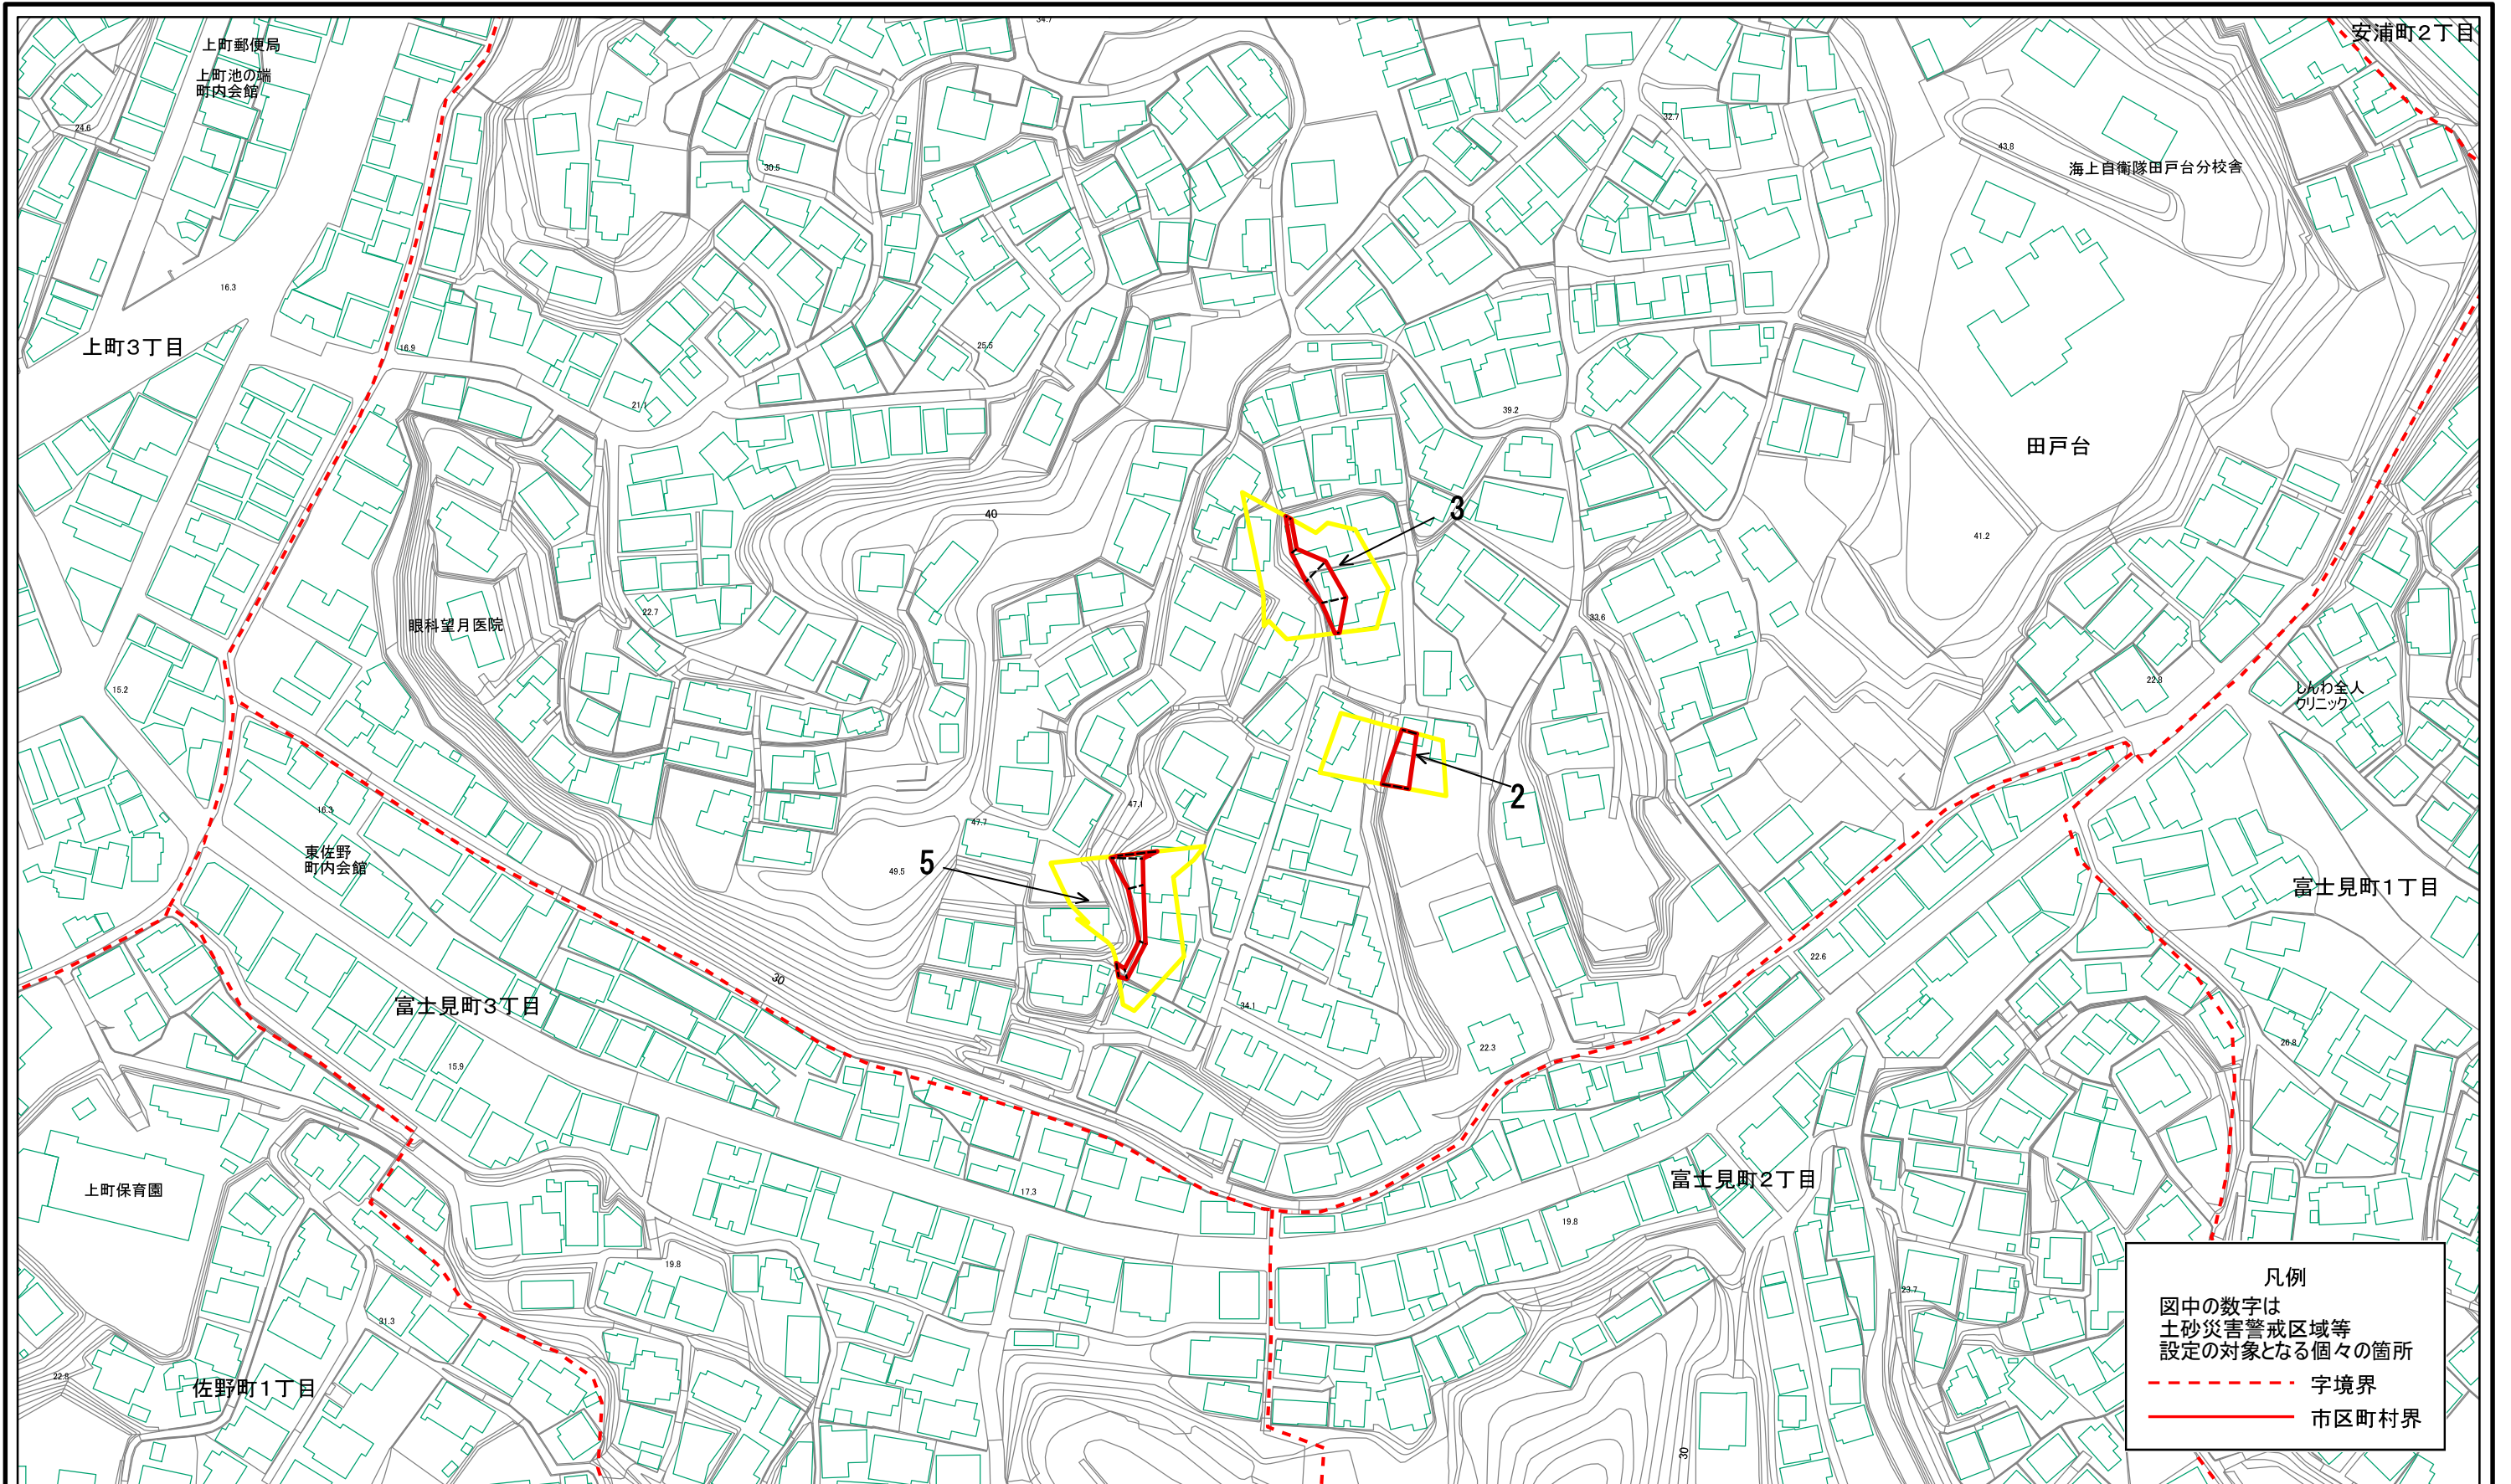 34.7
安浦町2丁目
上町郵便局
上町池の端
町内会館
24.6
32.7
43.8
海上自衛隊田戸台分校舎
30.5
16.3
上町3丁目
16.9
25.5
21.1
39.2
田戸台
3
40
41.2
22.7
眼科望月医院
33.6
15.2
22.8
しんわ全人
クリニック
2
47.1
16.3
47.7
東佐野
町内会館
5
49.5
富士見町1丁目
22.6
30
富士見町3丁目
34.1
22.3
26.8
15.9
上町保育園
17.3
富士見町2丁目
19.8
19.8
23.7
31.3
22.8
佐野町1丁目
30
凡例
図中の数字は
土砂災害警戒区域等
設定の対象となる個々の箇所
字境界
市区町村界